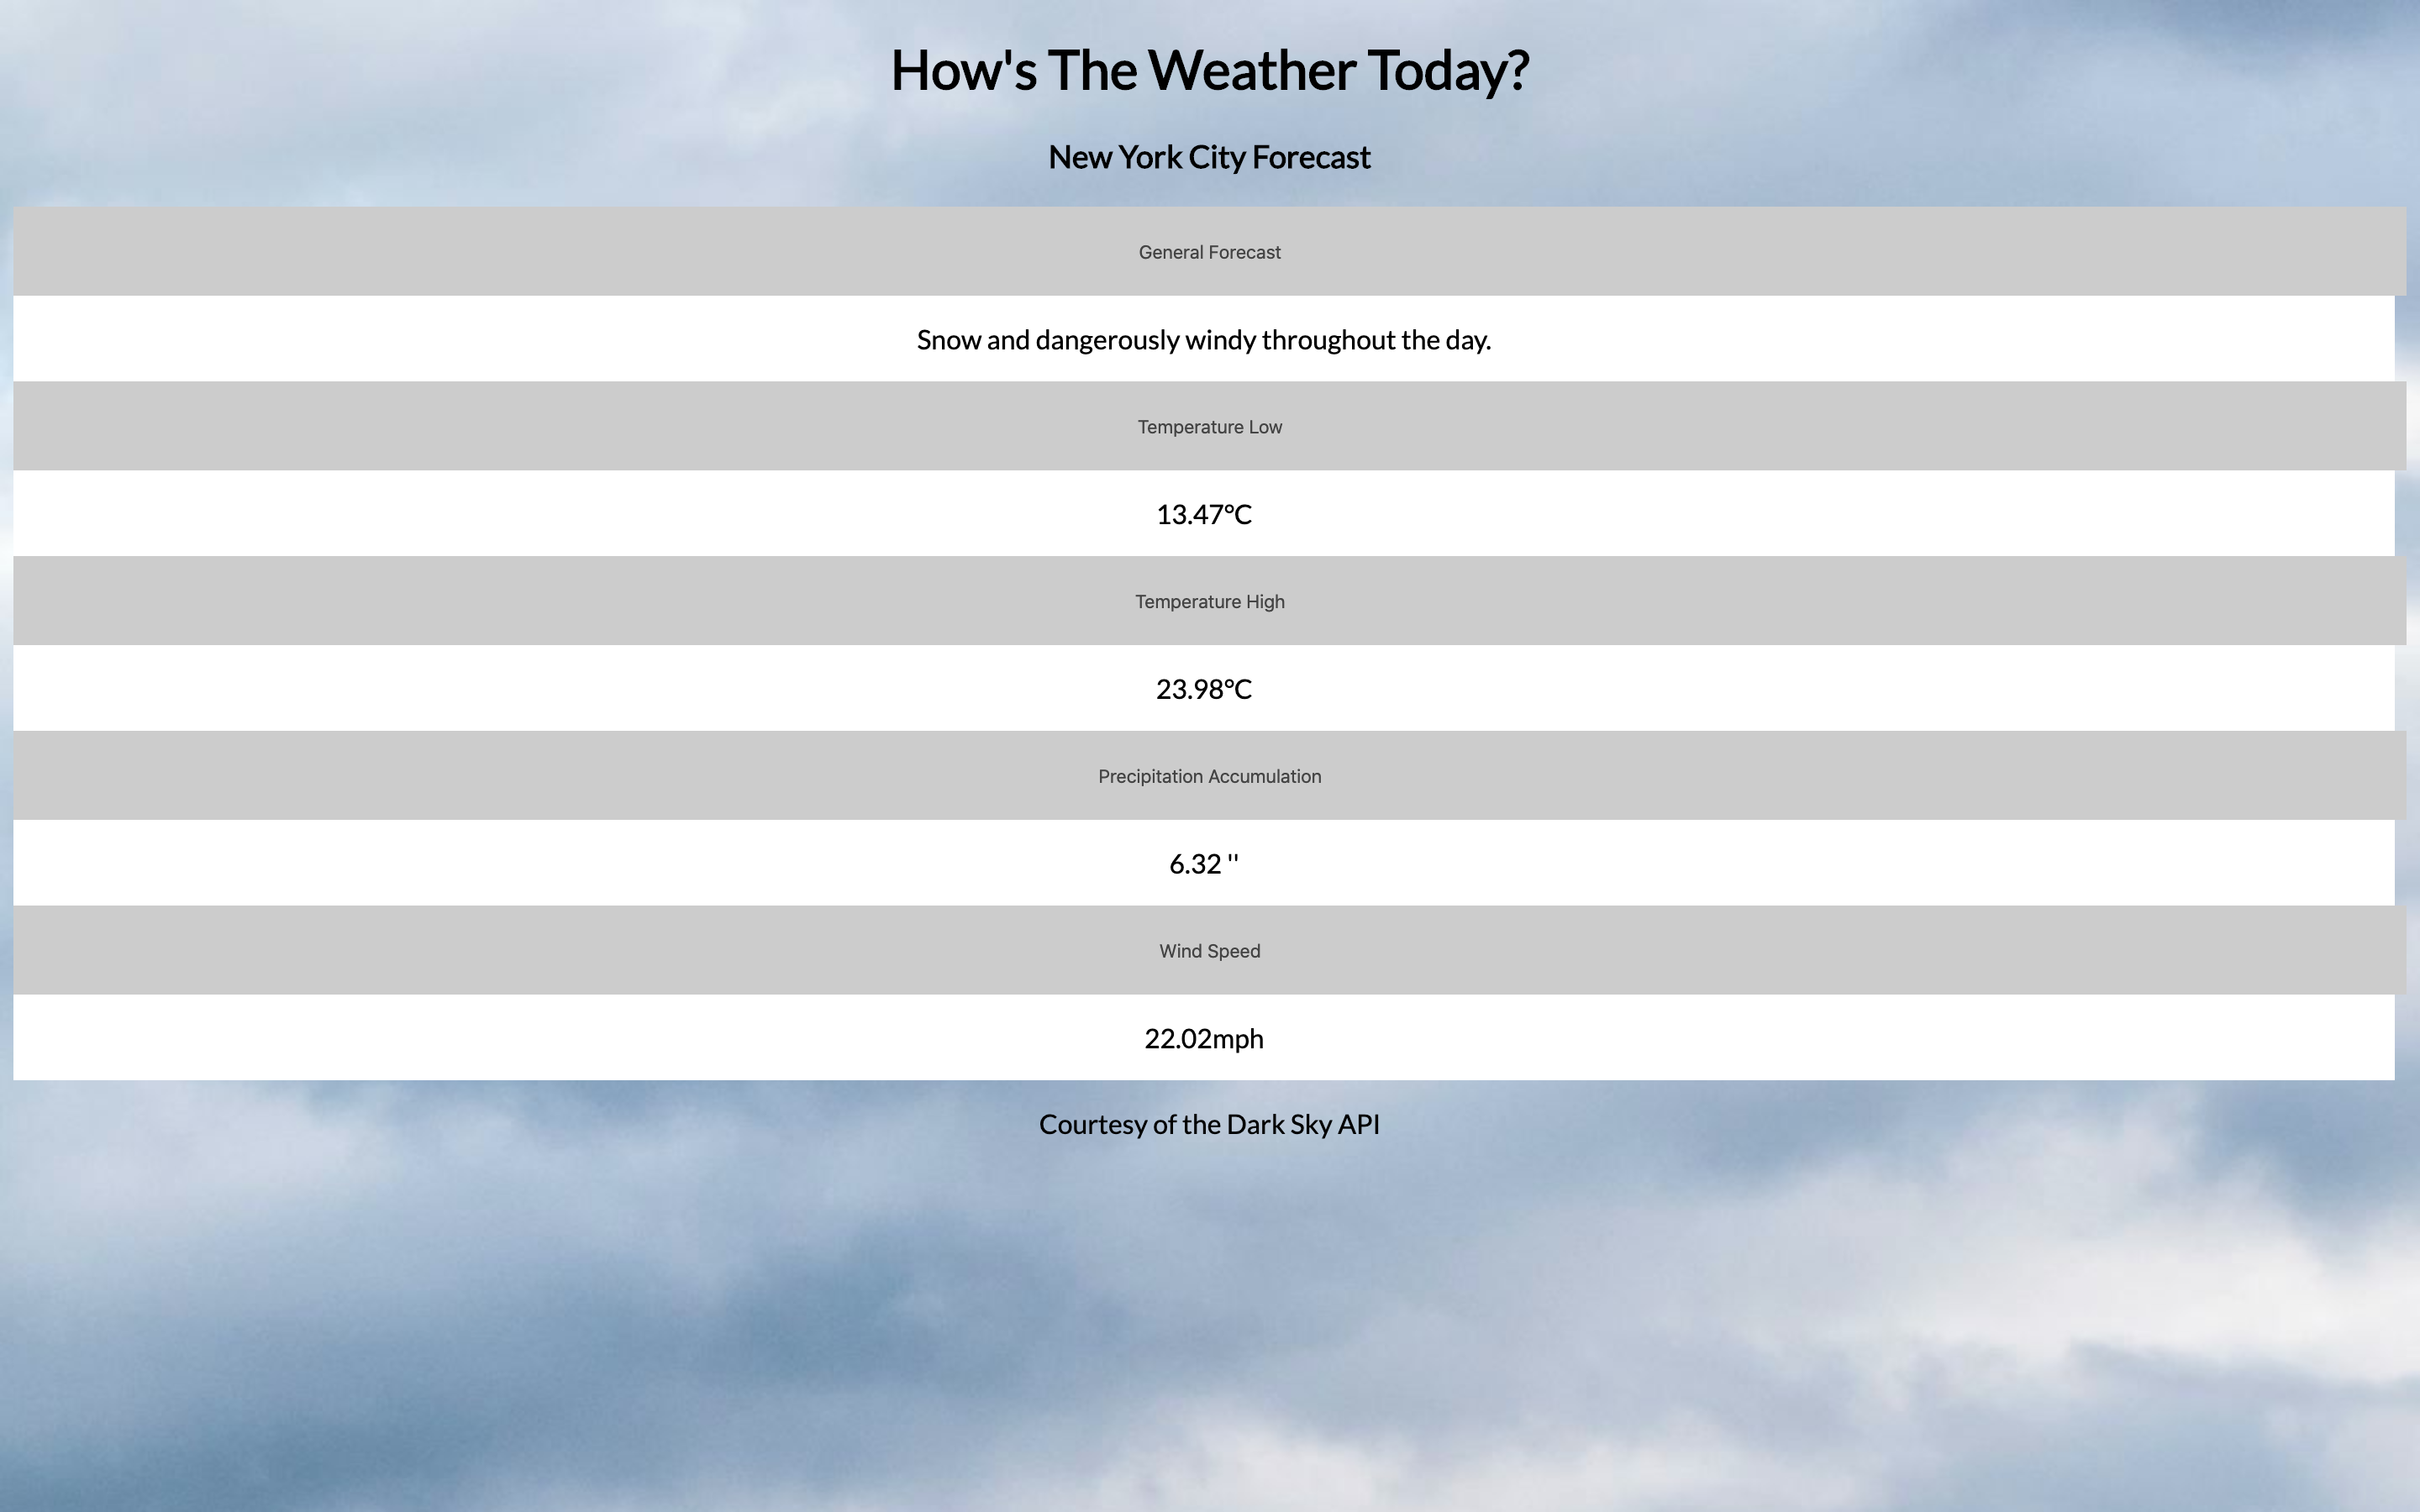 How's The Weather Today?
New York City Forecast
General Forecast
Snow and dangerously windy throughout the day.
Temperature Low
13.47°C
Temperature High
23.98°C
Precipitation Accumulation
6.32 ''
Wind Speed
22.02mph
Courtesy of the Dark Sky API